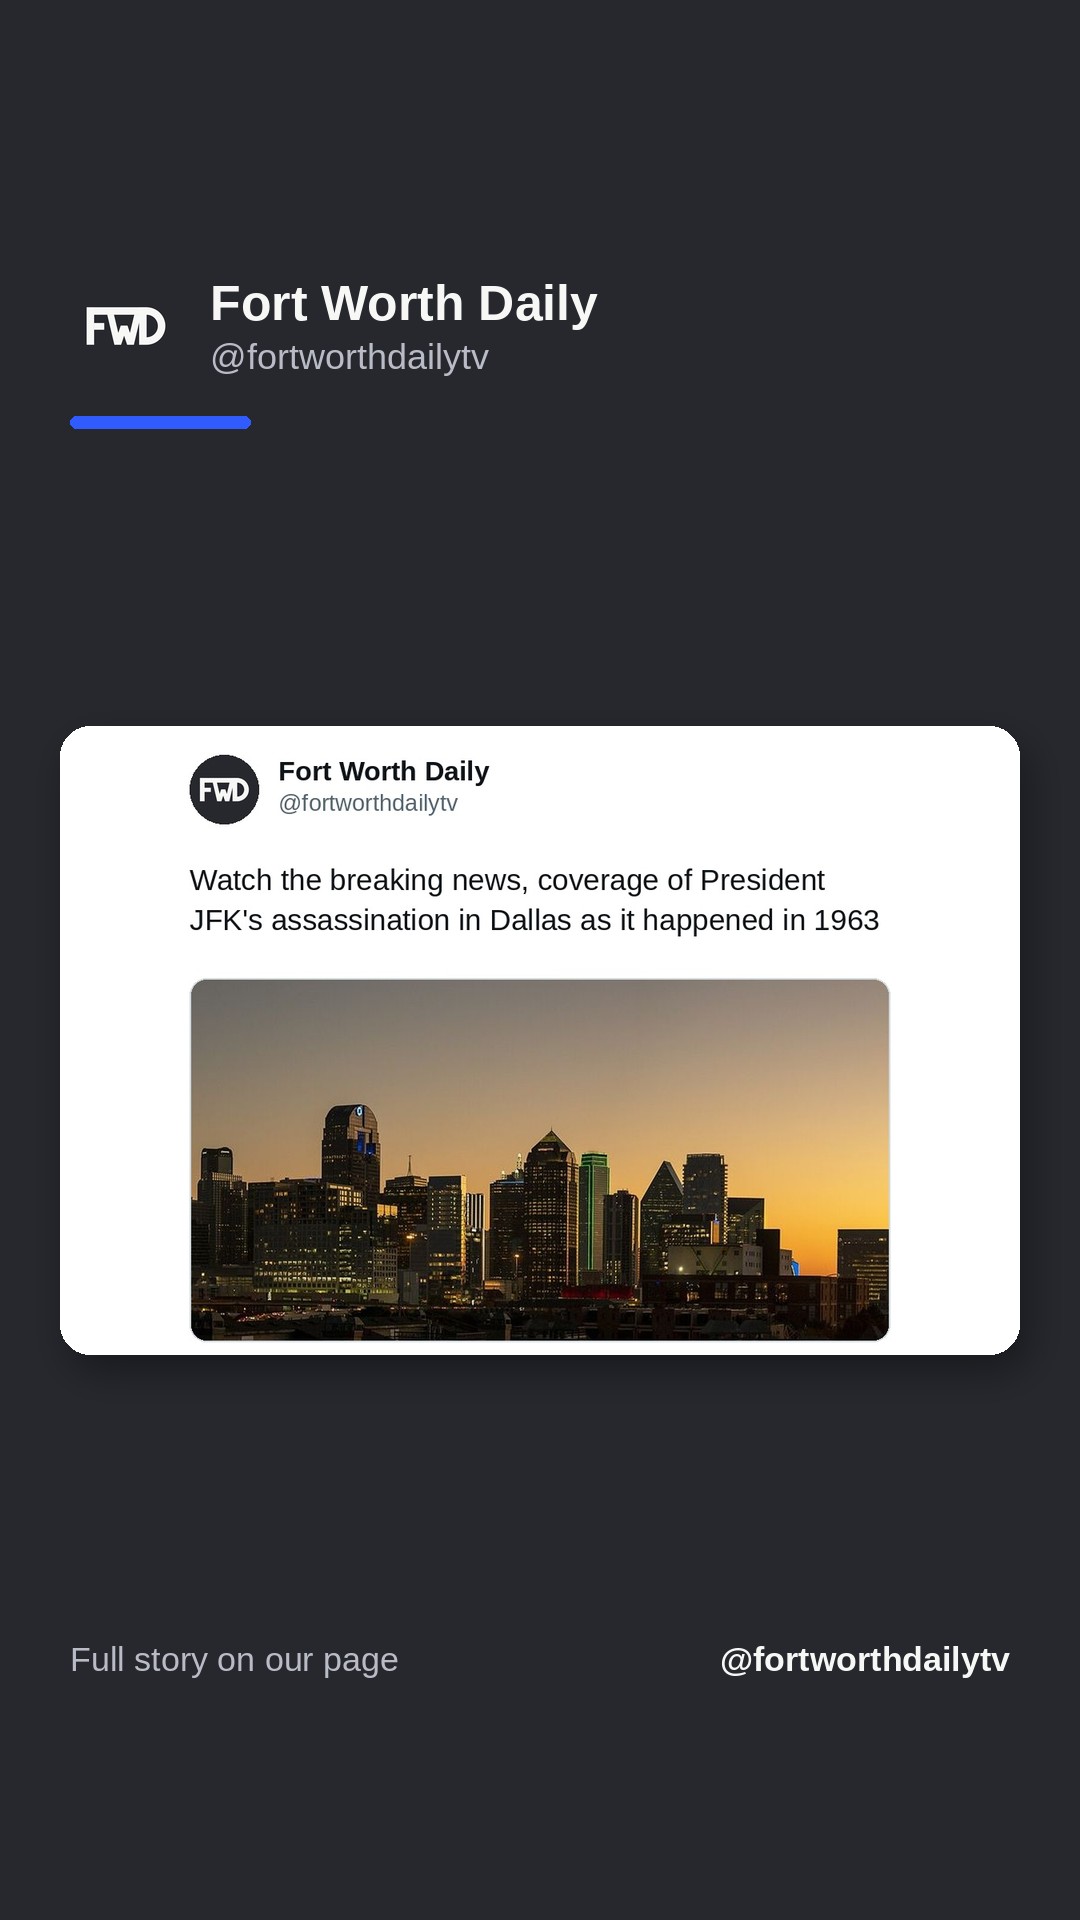 FWD
Fort Worth Daily
@fortworthdailytv
FWD
Fort Worth Daily
@fortworthdailytv
Watch the breaking news, coverage of President
JFK's assassination in Dallas as it happened in 1963
Full story on our page
@fortworthdailytv